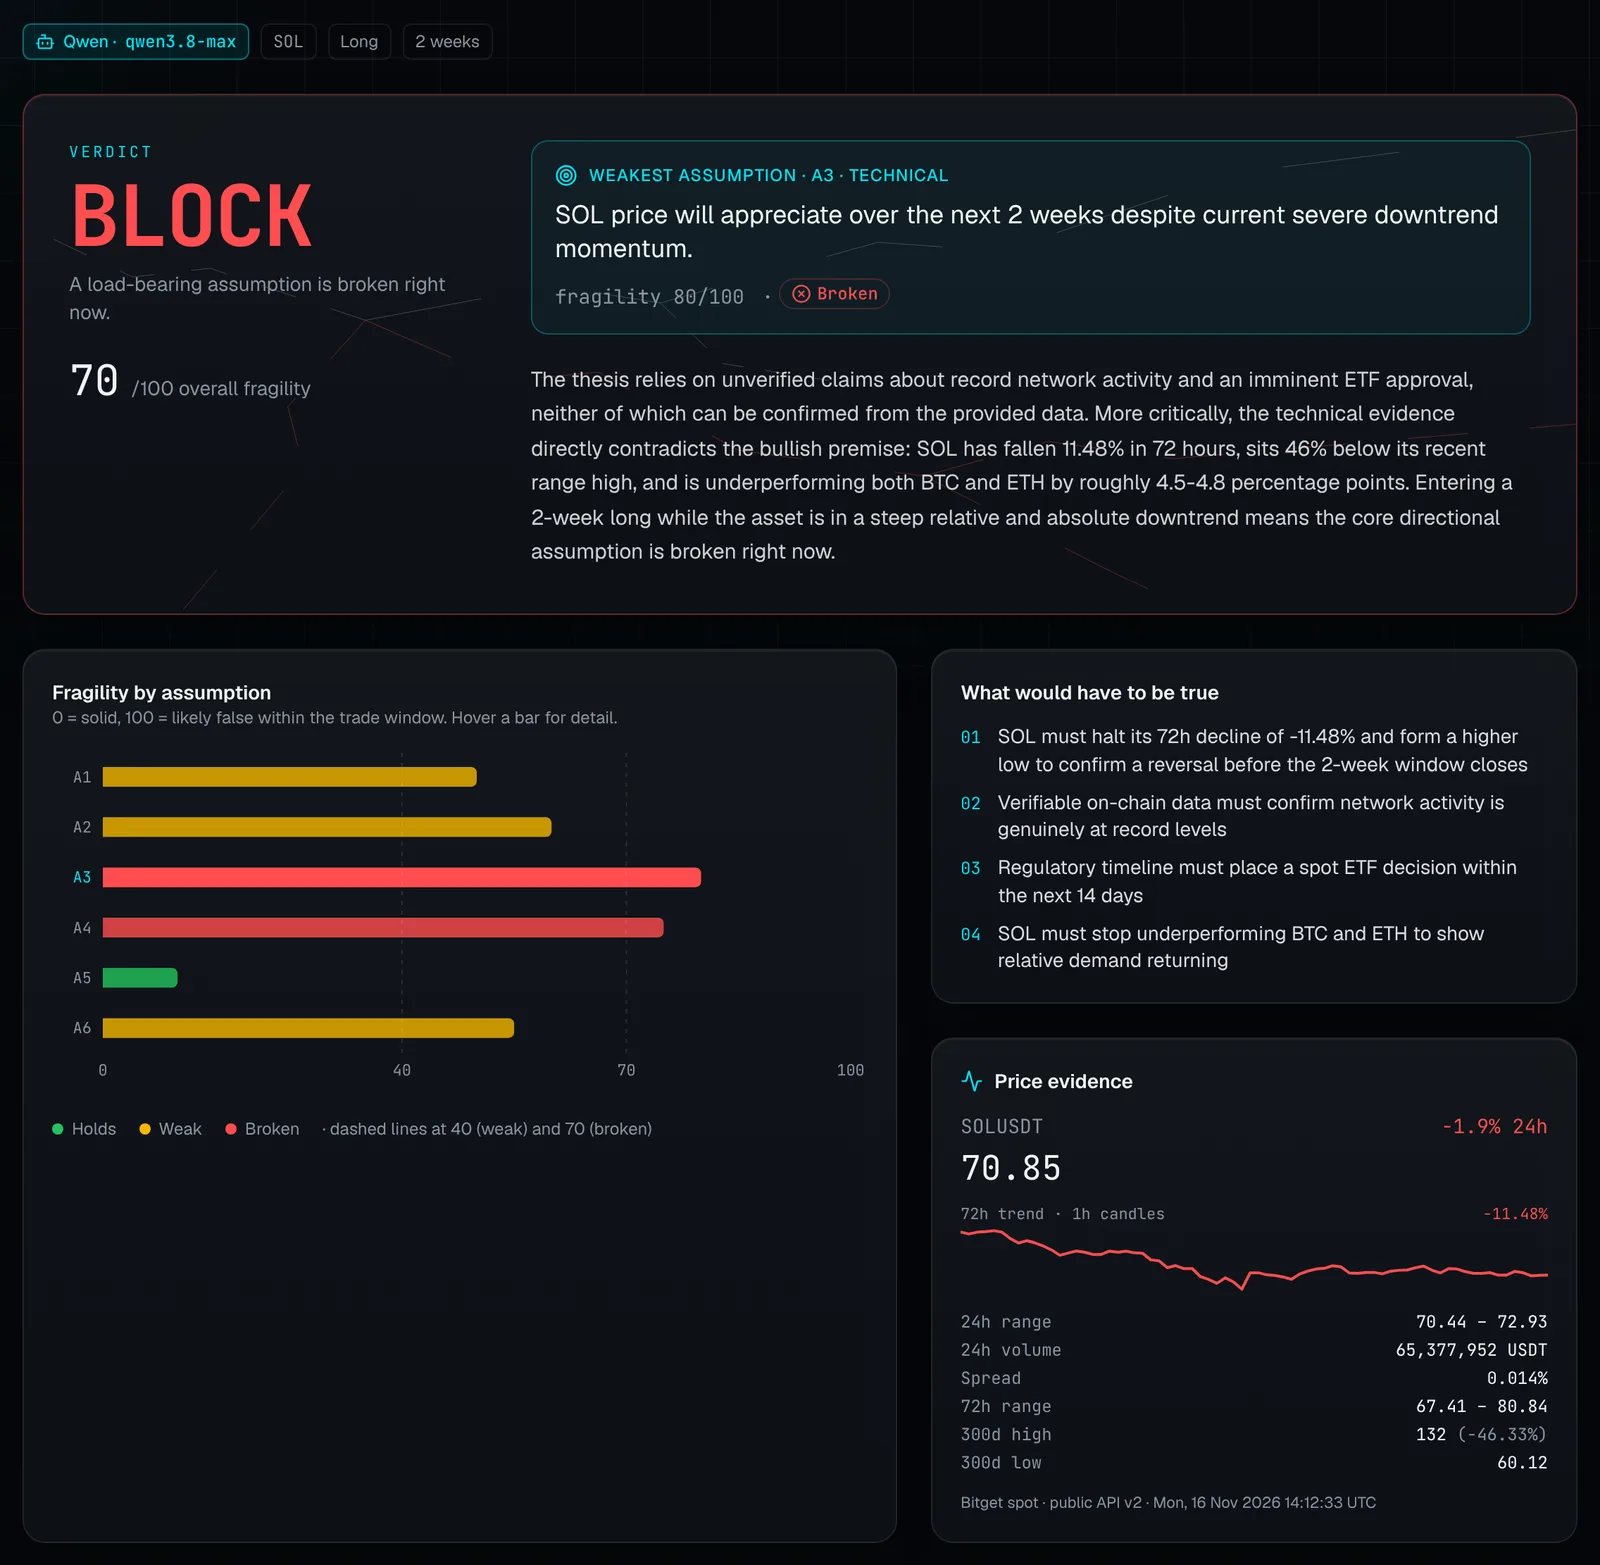 Qwen · qwen3.8-max
SOL
Long
2 weeks
VERDICT
BLOCK
A load-bearing assumption is broken right
now.
70 /100 overall fragility
WEAKEST ASSUMPTION · A3 · TECHNICAL
SOL price will appreciate over the next 2 weeks despite current severe downtrend
momentum.
fragility 80/100 · Broken
The thesis relies on unverified claims about record network activity and an imminent ETF approval,
neither of which can be confirmed from the provided data. More critically, the technical evidence
directly contradicts the bullish premise: SOL has fallen 11.48% in 72 hours, sits 46% below its recent
range high, and is underperforming both BTC and ETH by roughly 4.5-4.8 percentage points. Entering a
2-week long while the asset is in a steep relative and absolute downtrend means the core directional
assumption is broken right now.
Fragility by assumption
0 = solid, 100 = likely false within the trade window. Hover a bar for detail.
A1
A2
A3
A4
A5
A6
0 40 70 100
Holds Weak Broken · dashed lines at 40 (weak) and 70 (broken)
What would have to be true
01 SOL must halt its 72h decline of -11.48% and form a higher
low to confirm a reversal before the 2-week window closes
02 Verifiable on-chain data must confirm network activity is
genuinely at record levels
03 Regulatory timeline must place a spot ETF decision within
the next 14 days
04 SOL must stop underperforming BTC and ETH to show
relative demand returning
Price evidence
SOLUSDT -1.9% 24h
70.85
72h trend · 1h candles -11.48%
24h range 70.44 – 72.93
24h volume 65,377,952 USDT
Spread 0.014%
72h range 67.41 – 80.84
300d high 132 (-46.33%)
300d low 60.12
Bitget spot · public API v2 · Mon, 16 Nov 2026 14:12:33 UTC